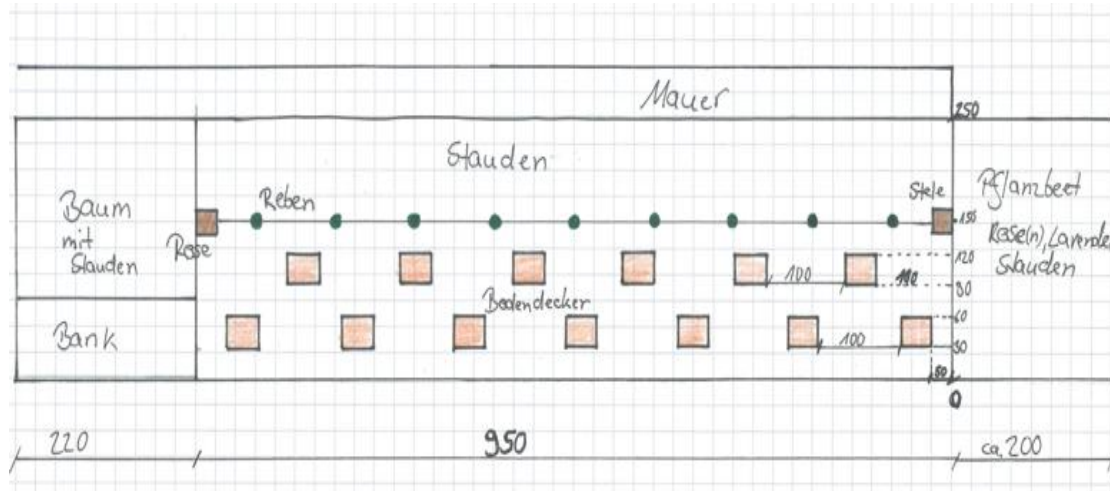 Mauer
250
Stauden
Baum
mit
Stauden
Rose
Reben
Stele
Pflanzbeet
150
Rose(n), Lavendel
Stauden
120
100
90
Bodendecker
Bank
60
100
30
0
220
950
ca. 200